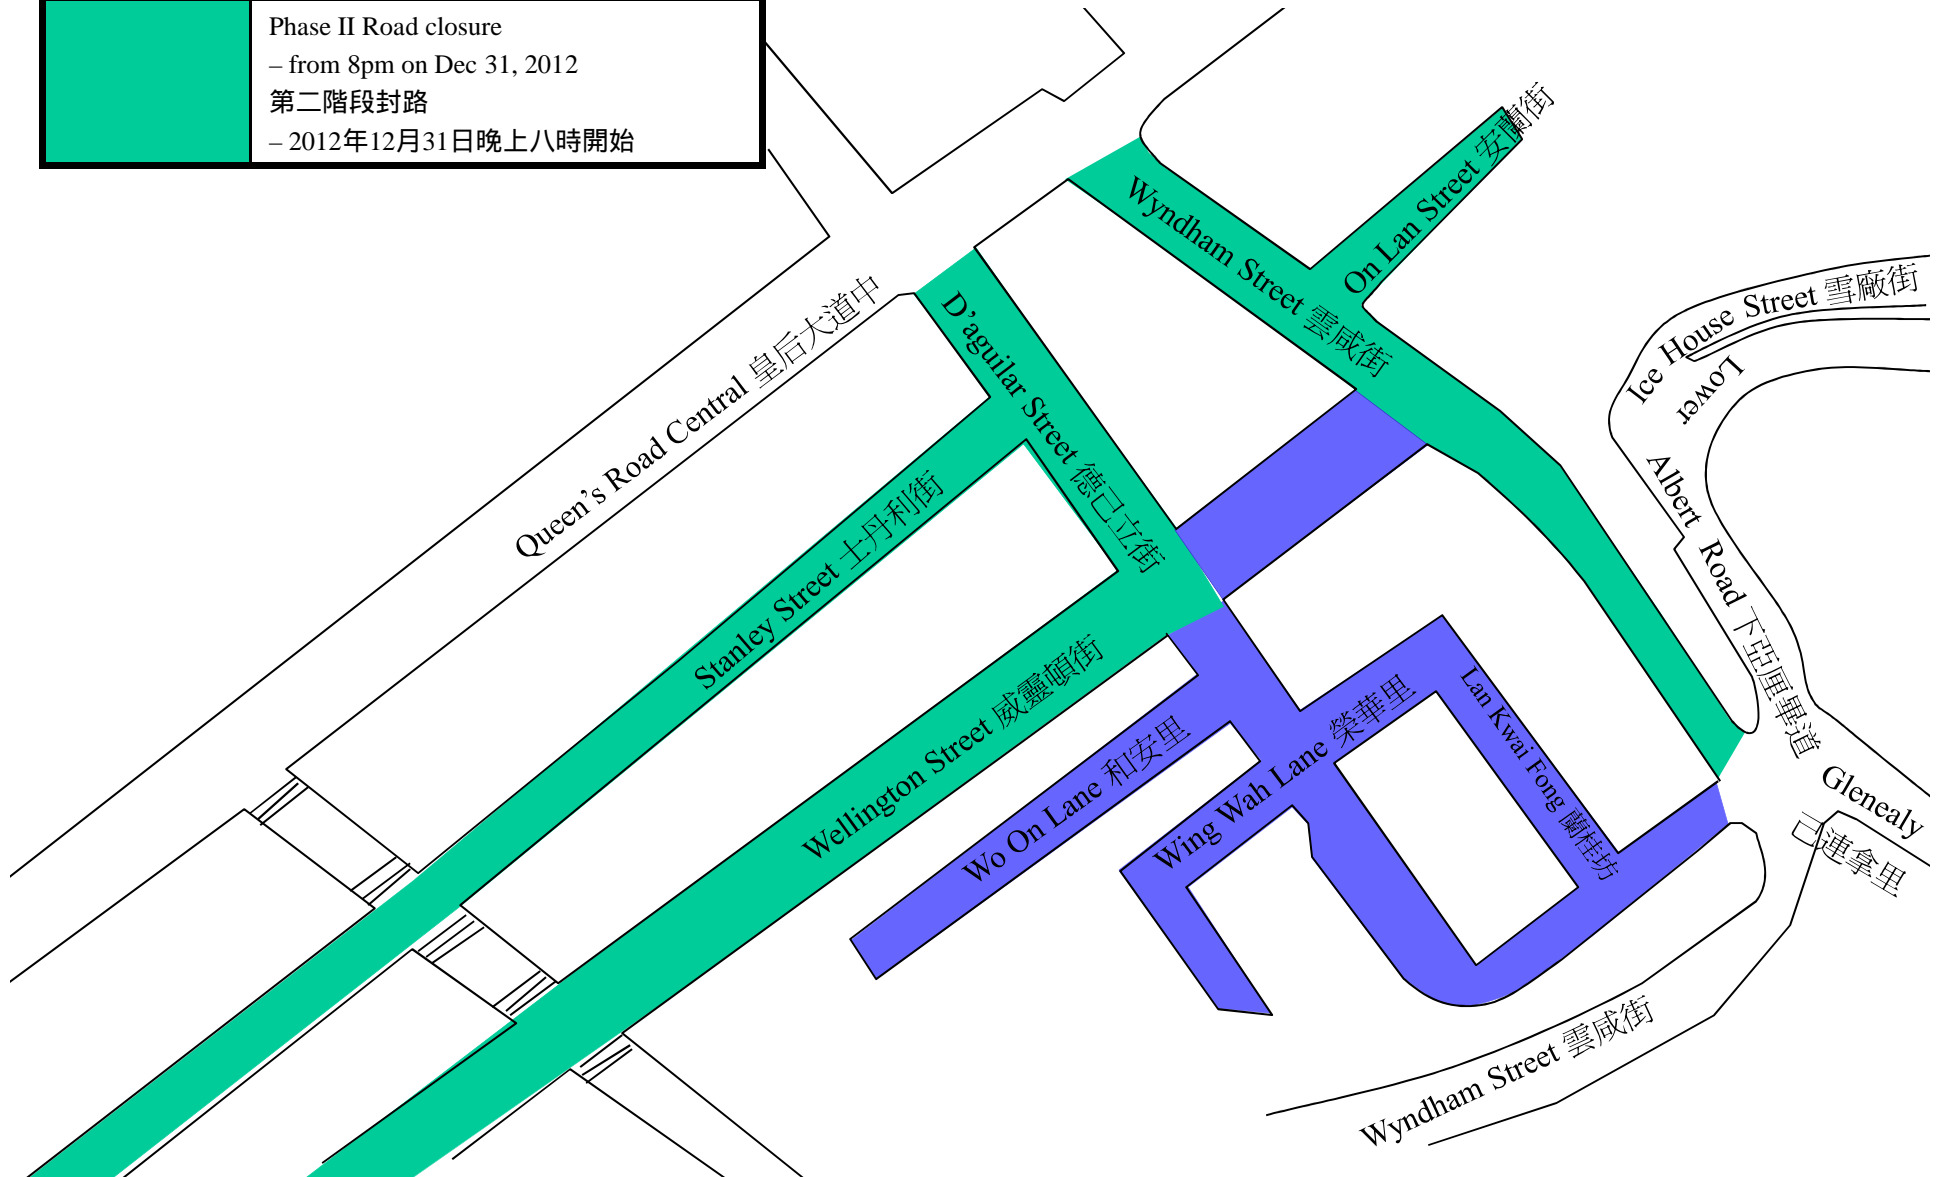 Phase II Road closure
– from 8pm on Dec 31, 2012
第二階段封路
– 2012年12月31日晚上八時開始
On Lan Street 安蘭街
Wyndham Street 雲咸街
Ice House Street 雪廠街
Queen’s Road Central 皇后大道中
D’aguilar Street 德己立街
Lower Albert Road 下亞厘畢道
Stanley Street 士丹利街
Wellington Street 威靈頓街
Wo On Lane 和安里
Wing Wah Lane 榮華里
Lan Kwai Fong 蘭桂坊
Glenealy
己連拿里
Wyndham Street 雲咸街